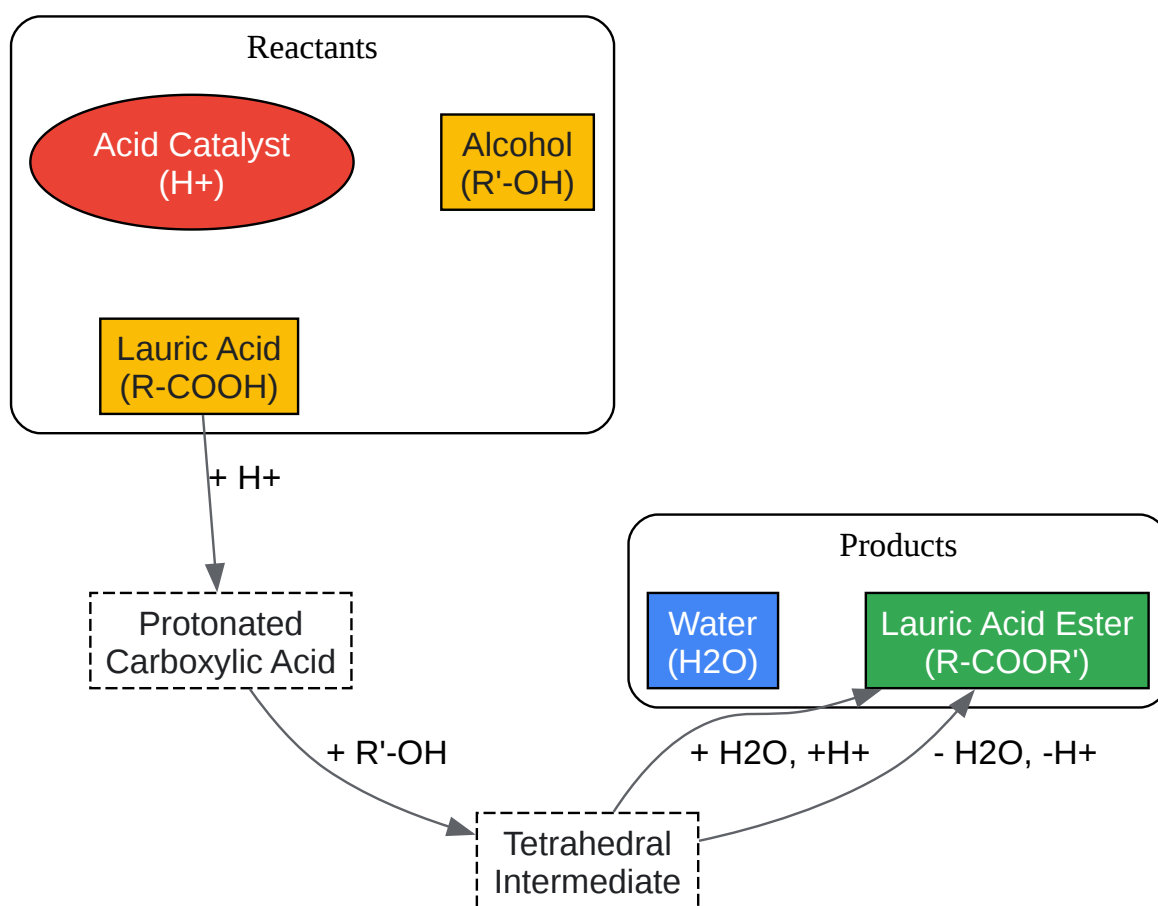 Reactants
Acid Catalyst
(H+)
Alcohol
(R'-OH)
Lauric Acid
(R-COOH)
+ H+
Products
Protonated
Carboxylic Acid
Water
(H2O)
Lauric Acid Ester
(R-COOR')
+ R'-OH
+ H2O, +H+
- H2O, -H+
Tetrahedral
Intermediate